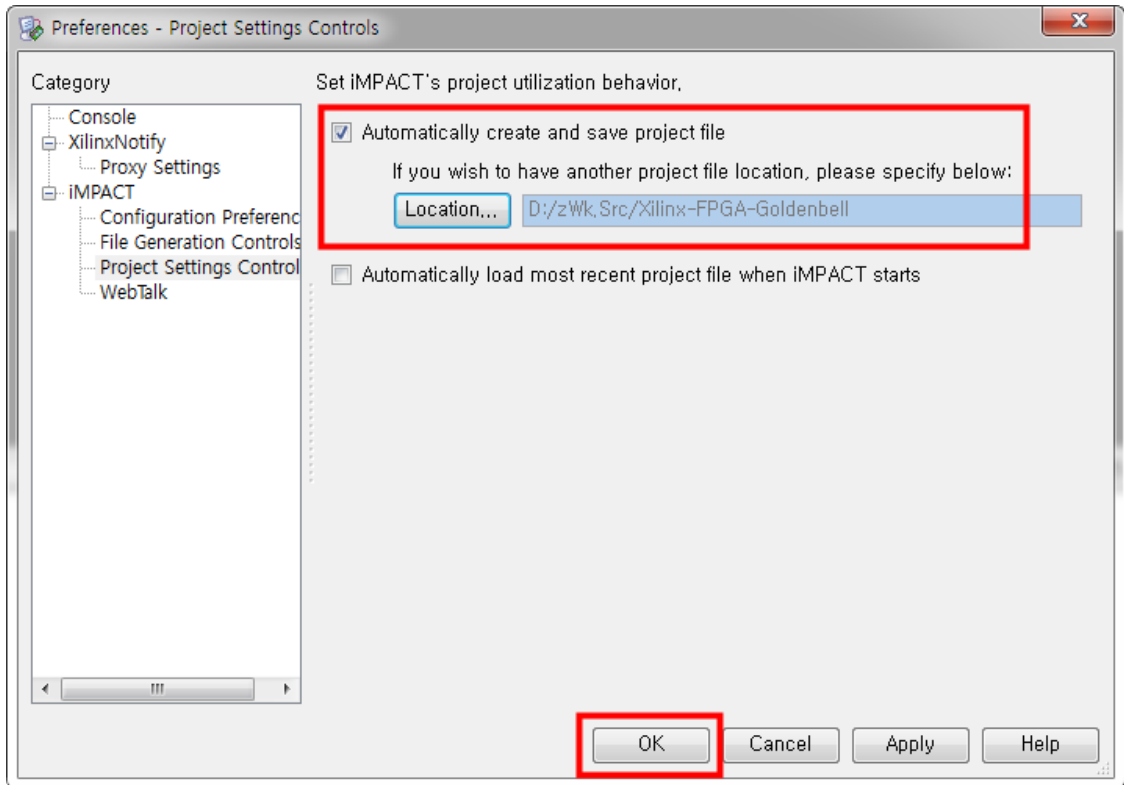 Preferences - Project Settings Controls
Category
Console
XilinxNotify
Proxy Settings
iMPACT
Configuration Preferenc
File Generation Controls
Project Settings Control
WebTalk
Set iMPACT's project utilization behavior,
Automatically create and save project file
If you wish to have another project file location, please specify below:
Location,,, D:/zWk,Src/Xilinx-FPGA-Goldenbell
Automatically load most recent project file when iMPACT starts
OK Cancel Apply Help